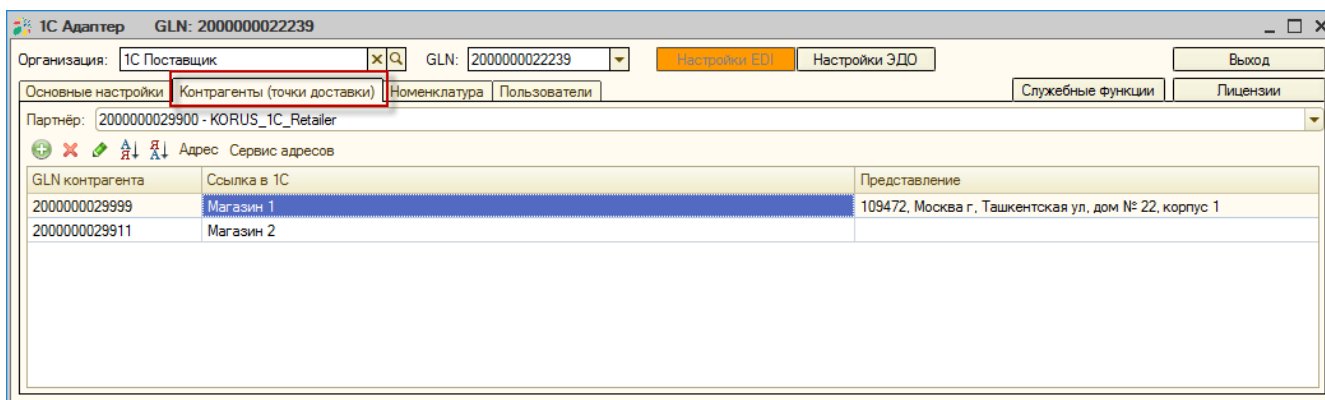 1С Адаптер GLN: 2000000022239
Организация: 1С Поставщик GLN: 2000000022239 Настройки EDI Настройки ЭДО Выход
Основные настройки Контрагенты (точки доставки) Номенклатура Пользователи Служебные функции Лицензии
Партнёр: 2000000029900 - KORUS_1C_Retailer
А Я Я А Адрес Сервис адресов
GLN контрагента Ссылка в 1С Представление
2000000029999 Магазин 1 109472, Москва г, Ташкентская ул, дом № 22, корпус 1
2000000029911 Магазин 2